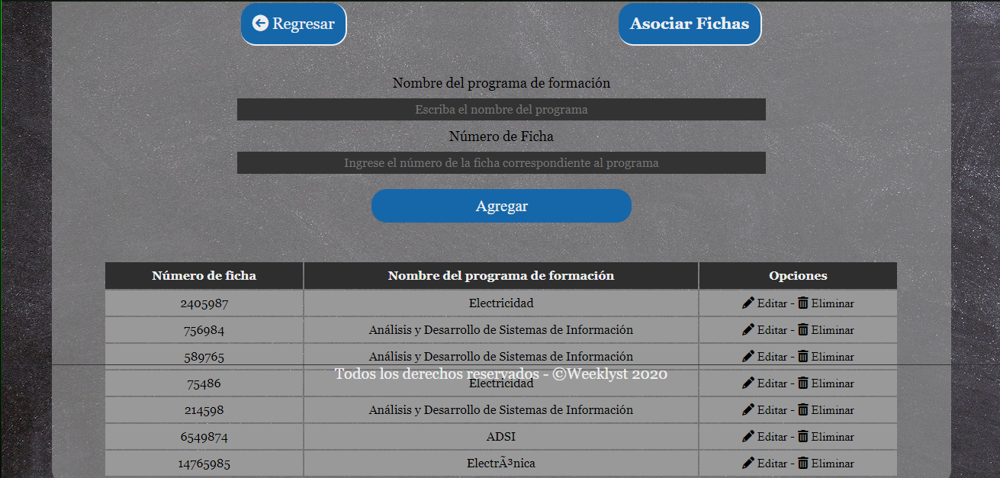 Regresar Asociar Fichas
Nombre del programa de formación
Escriba el nombre del programa
Número de Ficha
Ingrese el número de la ficha correspondiente al programa
Agregar
Número de ficha Nombre del programa de formación Opciones
2405987 Electricidad Editar - Eliminar
756984 Análisis y Desarrollo de Sistemas de Información Editar - Eliminar
589765 Análisis y Desarrollo de Sistemas de Información Editar - Eliminar
Todos los derechos reservados - ©Weeklyst 2020
75486 Electricidad Editar - Eliminar
214598 Análisis y Desarrollo de Sistemas de Información Editar - Eliminar
6549874 ADSI Editar - Eliminar
14765985 ElectrÃ³nica Editar - Eliminar